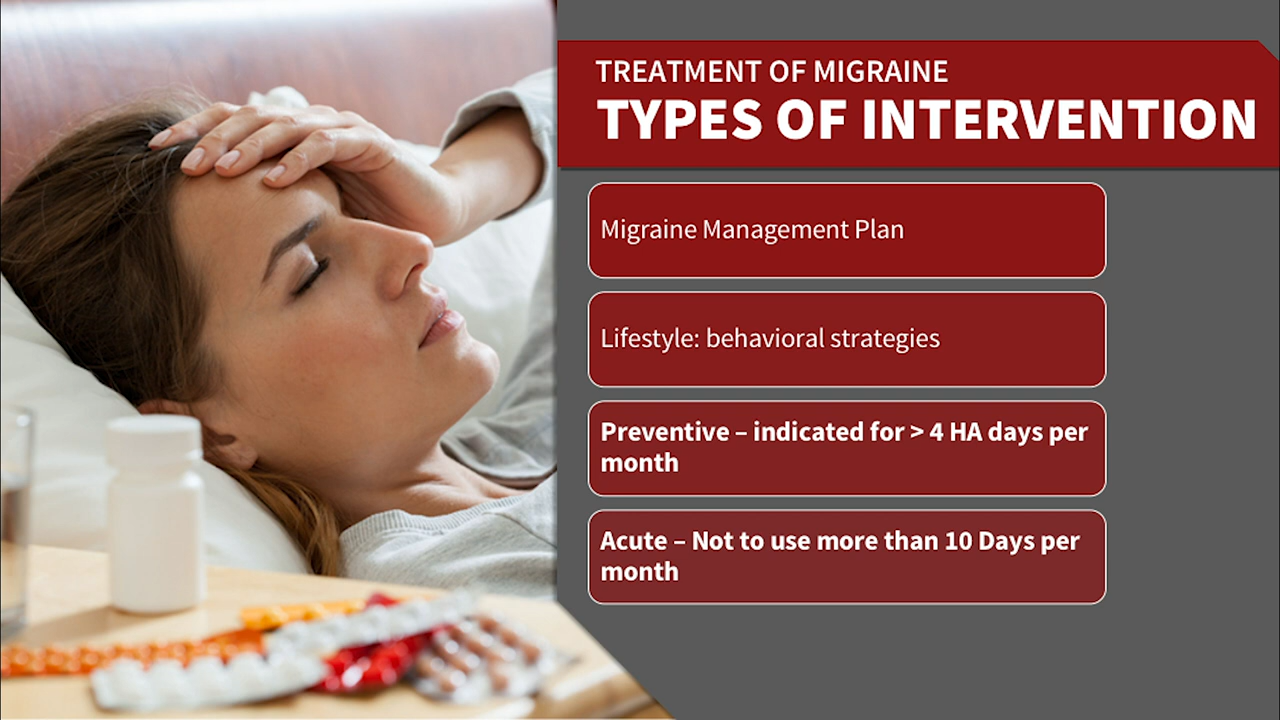 TREATMENT OF MIGRAINE
TYPES OF INTERVENTION
Migraine Management Plan
Lifestyle: behavioral strategies
Preventive – indicated for > 4 HA days per
month
Acute – Not to use more than 10 Days per
month